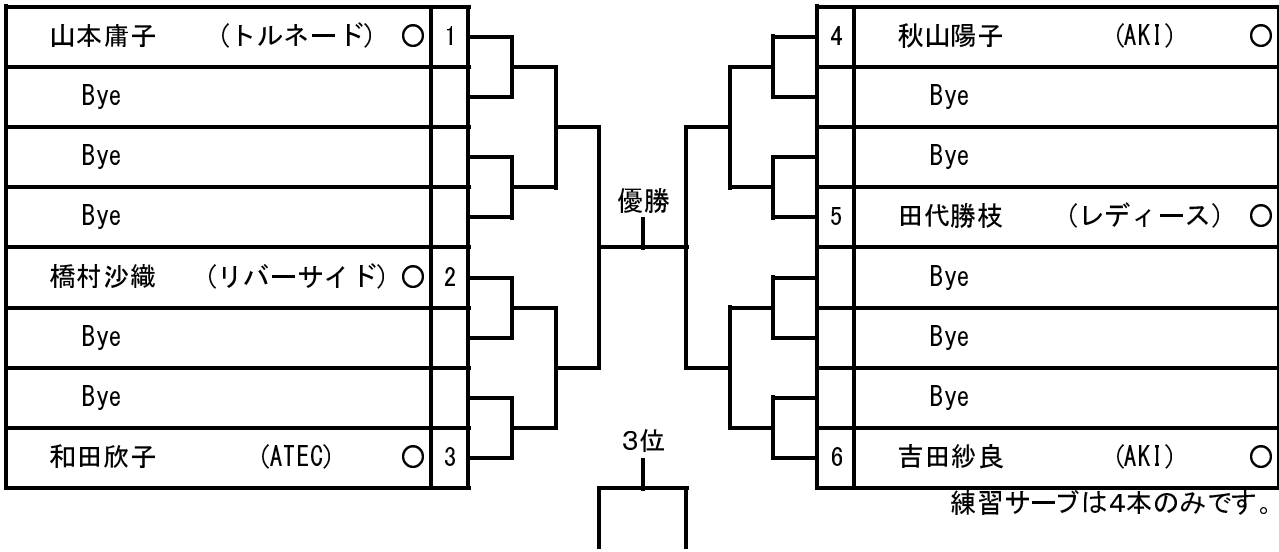 山本庸子 (トルネード) ○ 1
Bye
Bye
Bye
橋村沙織 (リバーサイド) ○ 2
Bye
Bye
和田欣子 (ATEC) ○ 3
優勝
3位
4 秋山陽子 (AKI) ○
Bye
Bye
5 田代勝枝 (レディース) ○
Bye
Bye
Bye
6 吉田紗良 (AKI) ○
練習サーブは4本のみです。